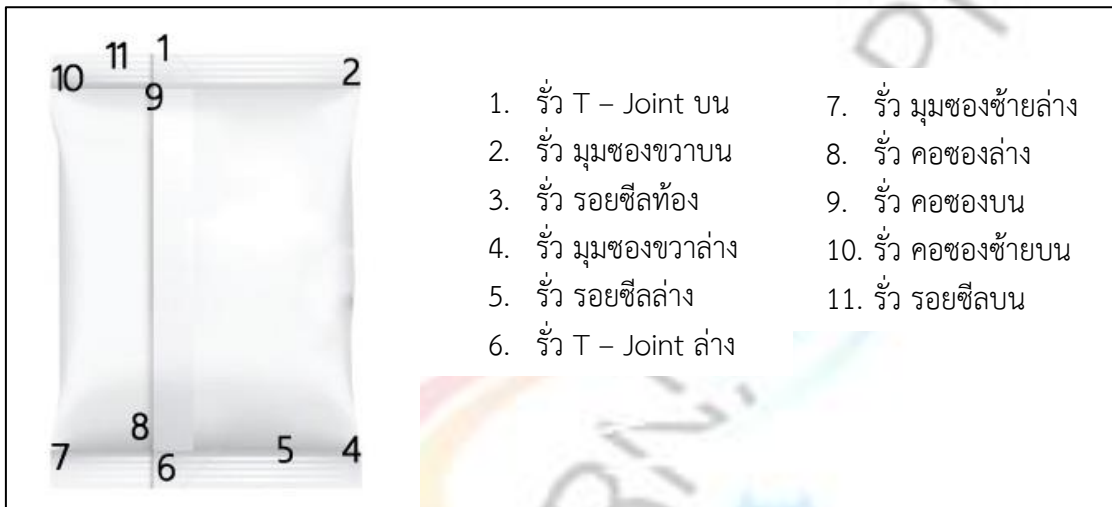 11 1
10 2
9
8
7 6 5 4
1. รั่ว T – Joint บน
2. รั่ว มุมซองขวาบน
3. รั่ว รอยซีลท้อง
4. รั่ว มุมซองขวาล่าง
5. รั่ว รอยซีลล่าง
6. รั่ว T – Joint ล่าง
7. รั่ว มุมซองซ้ายล่าง
8. รั่ว คอซองล่าง
9. รั่ว คอซองบน
10. รั่ว คอซองซ้ายบน
11. รั่ว รอยซีลบน